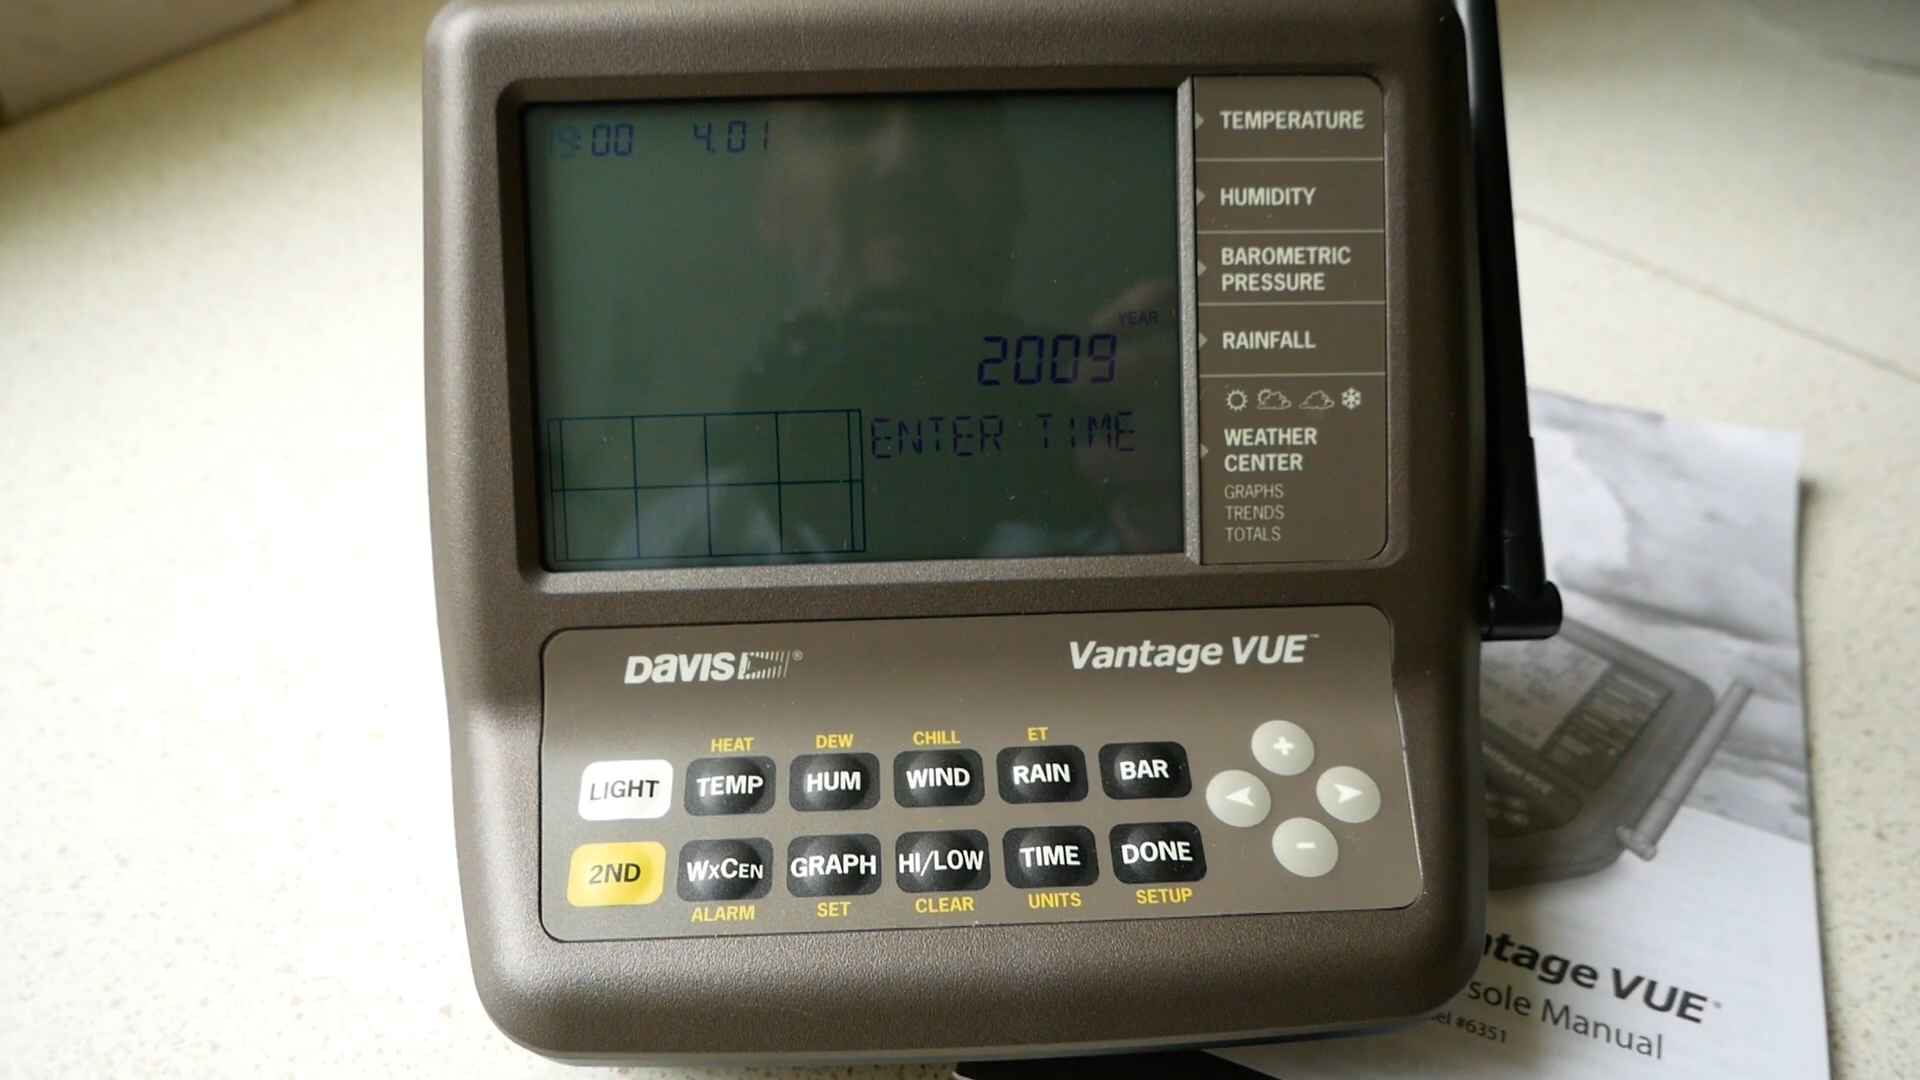 9:00 4.01
YEAR
2009
ENTER TIME
TEMPERATURE
HUMIDITY
BAROMETRIC
PRESSURE
RAINFALL
WEATHER
CENTER
GRAPHS
TRENDS
TOTALS
DAVIS®
Vantage VUE™
HEAT DEW CHILL ET
LIGHT TEMP HUM WIND RAIN BAR + ◀ ▶ −
2ND WxCEN GRAPH HI/LOW TIME DONE
ALARM SET CLEAR UNITS SETUP
ntage VUE™
sole Manual
el #6351